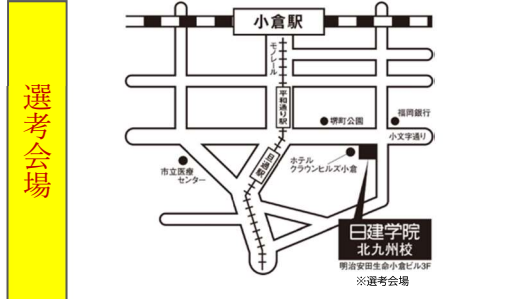 選考会場
小倉駅
モノレール
平和通り駅
堺町公園
福岡銀行
小文字通り
旦過駅
ホテル
クラウンヒルズ小倉
市立医療
センター
日建学院
北九州校
明治安田生命小倉ビル3F
※選考会場